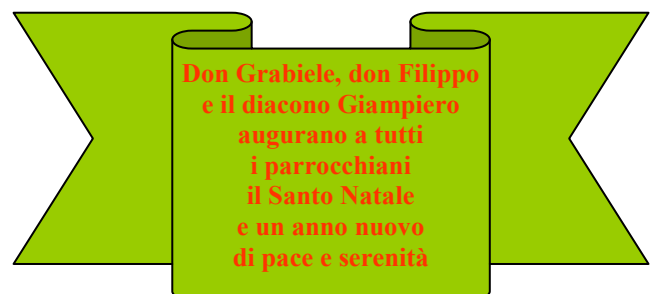 Don Grabiele, don Filippo
e il diacono Giampiero
augurano a tutti
i parrocchiani
il Santo Natale
e un anno nuovo
di pace e serenità